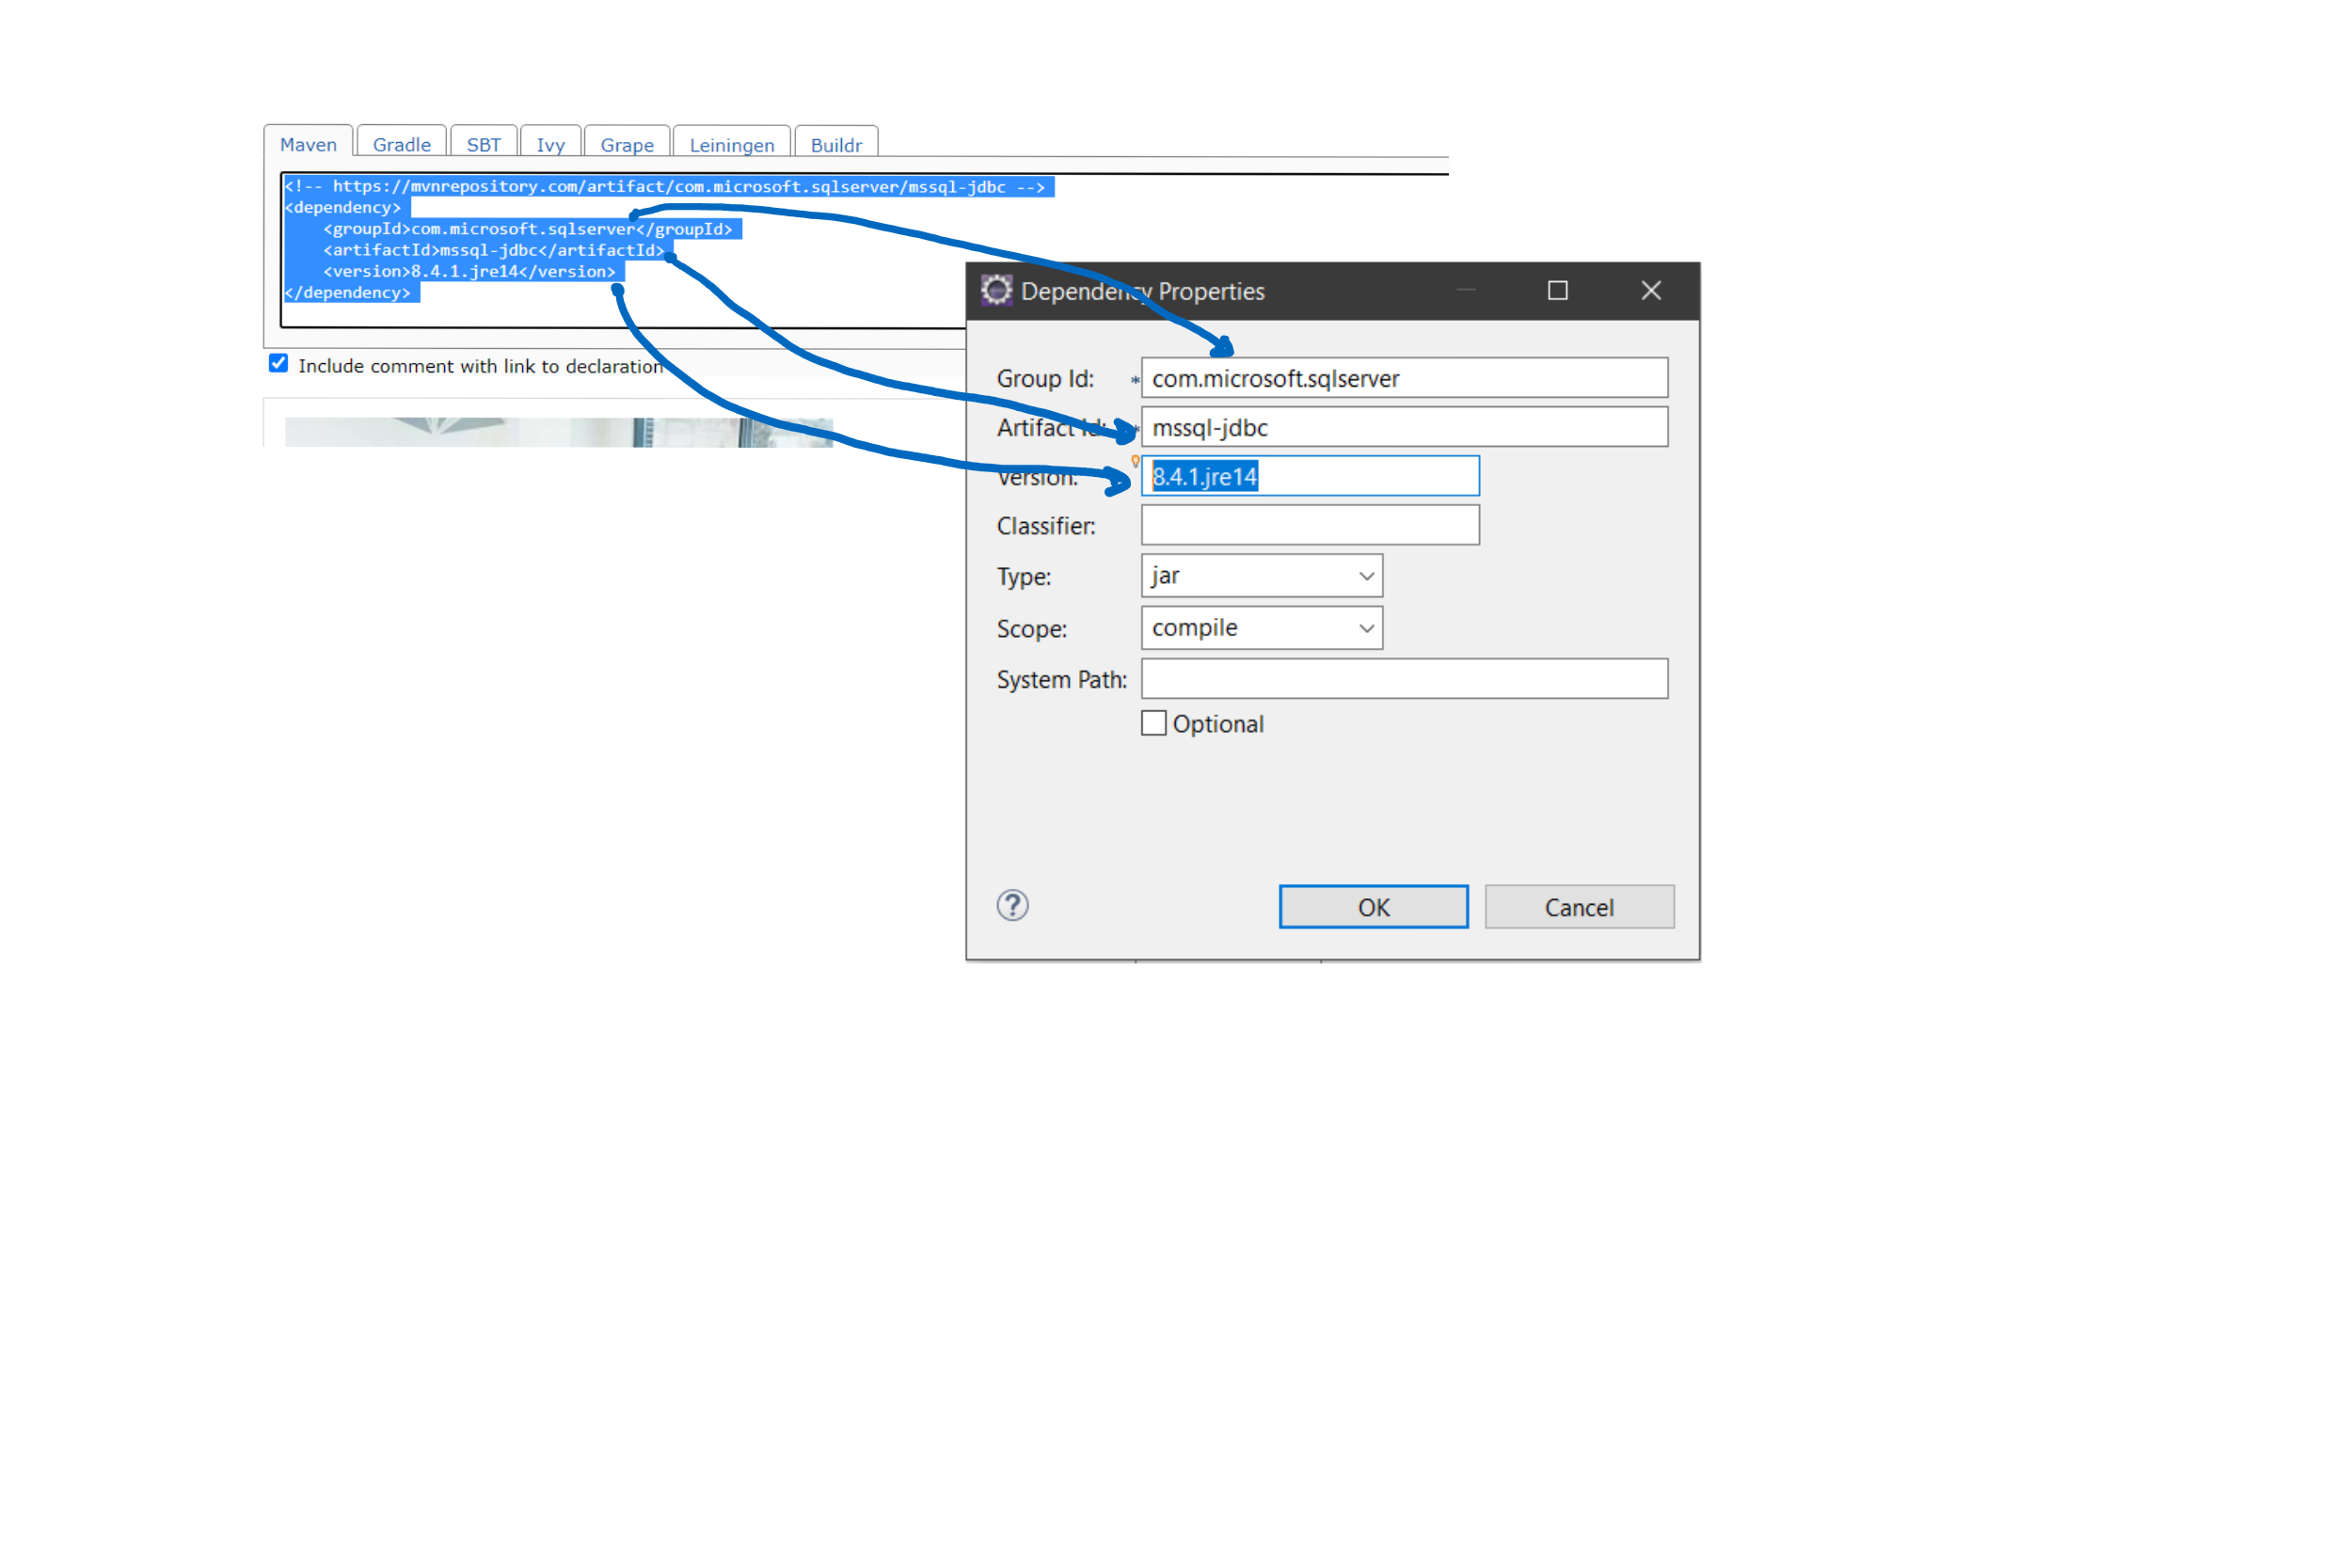 Maven Gradle SBT Ivy Grape Leiningen Buildr
<!-- https://mvnrepository.com/artifact/com.microsoft.sqlserver/mssql-jdbc -->
<dependency>
<groupId>com.microsoft.sqlserver</groupId>
<artifactId>mssql-jdbc</artifactId>
<version>8.4.1.jre14</version>
</dependency>
Include comment with link to declaration
Dependency Properties
Group Id: * com.microsoft.sqlserver
Artifact Id: * mssql-jdbc
Version: 8.4.1.jre14
Classifier:
Type: jar
Scope: compile
System Path:
Optional
? OK Cancel